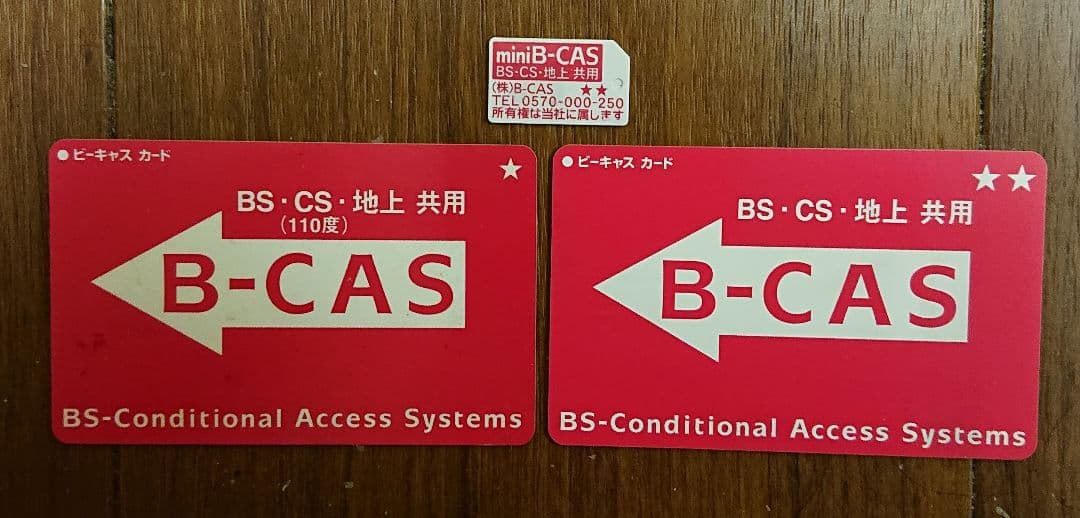 miniB-CAS
BS・CS・地上 共用
(株)B-CAS ★★
TEL 0570-000-250
所有権は当社に属します
●ビーキャス カード
★
BS・CS・地上 共用
(110度)
B-CAS
BS-Conditional Access Systems
●ビーキャス カード
★★
BS・CS・地上 共用
B-CAS
BS-Conditional Access Systems